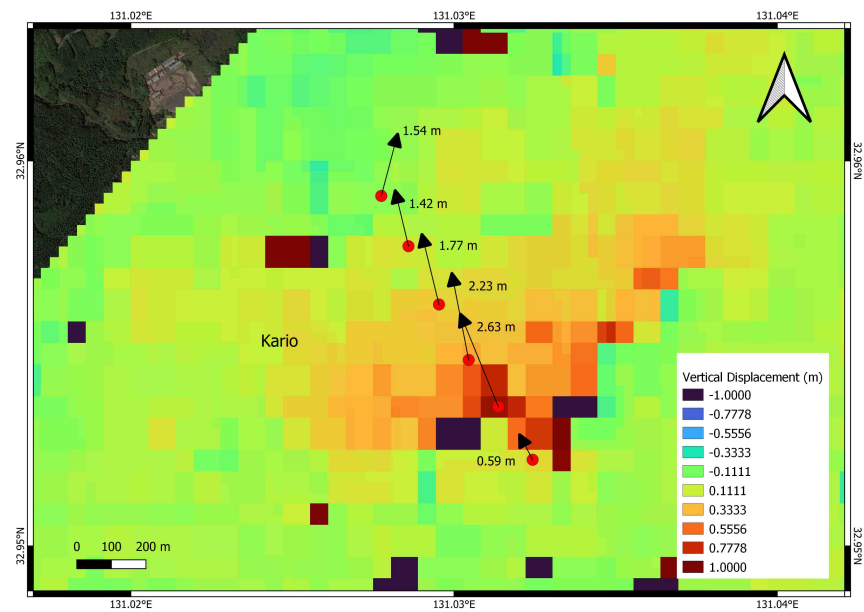 131.02°E 131.03°E 131.04°E
32.96°N
32.96°N
1.54 m
1.42 m
1.77 m
2.23 m
2.63 m
Kario
0.59 m
Vertical Displacement (m)
-1.0000
-0.7778
-0.5556
-0.3333
-0.1111
0.1111
0.3333
0.5556
0.7778
1.0000
0 100 200 m
32.95°N
32.95°N
131.02°E 131.03°E 131.04°E